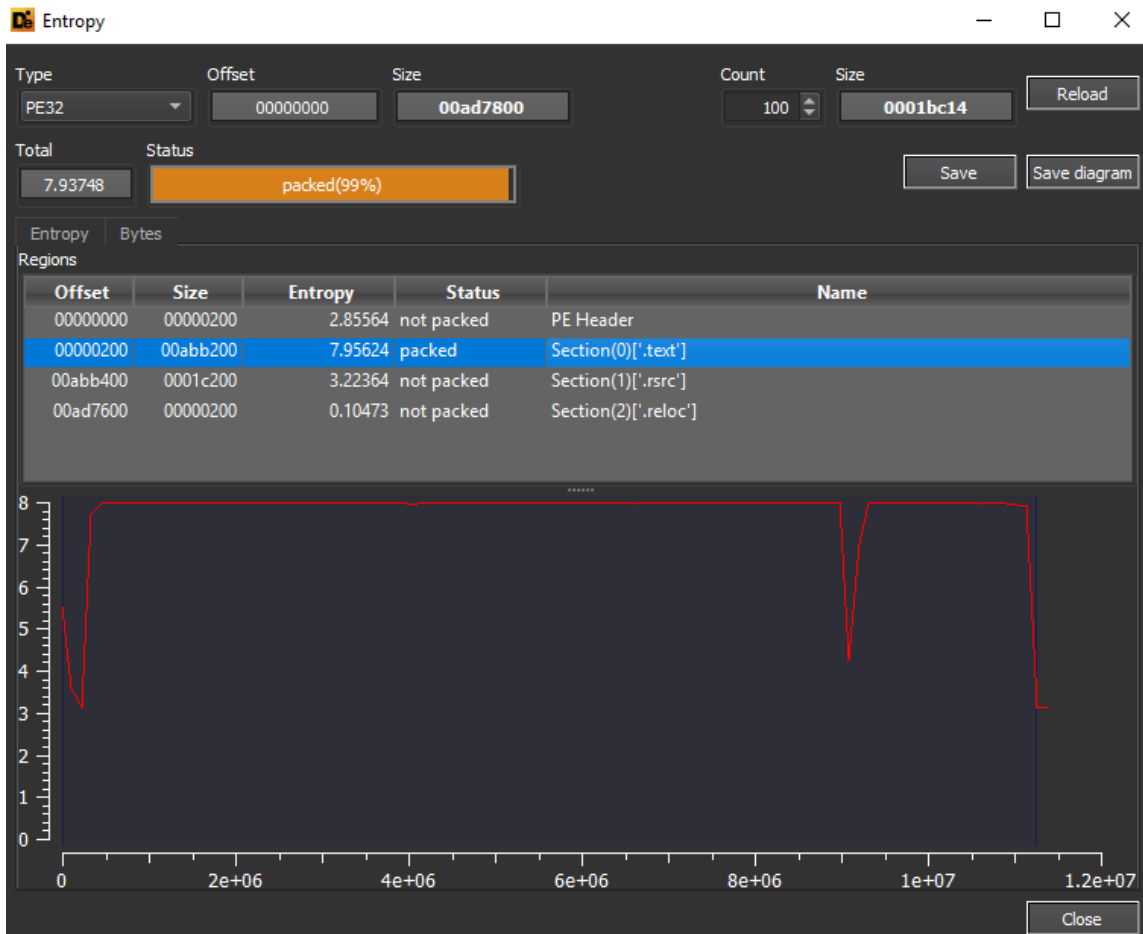 Entropy
Type Offset Size Count Size
PE32 00000000 00ad7800 100 0001bc14 Reload
Total Status
7.93748 packed(99%) Save Save diagram
Entropy Bytes
Regions
Offset Size Entropy Status Name
00000000 00000200 2.85564 not packed PE Header
00000200 00abb200 7.95624 packed Section(0)['.text']
00abb400 0001c200 3.22364 not packed Section(1)['.rsrc']
00ad7600 00000200 0.10473 not packed Section(2)['.reloc']
8
7
6
5
4
3
2
1
0
0 2e+06 4e+06 6e+06 8e+06 1e+07 1.2e+07
Close